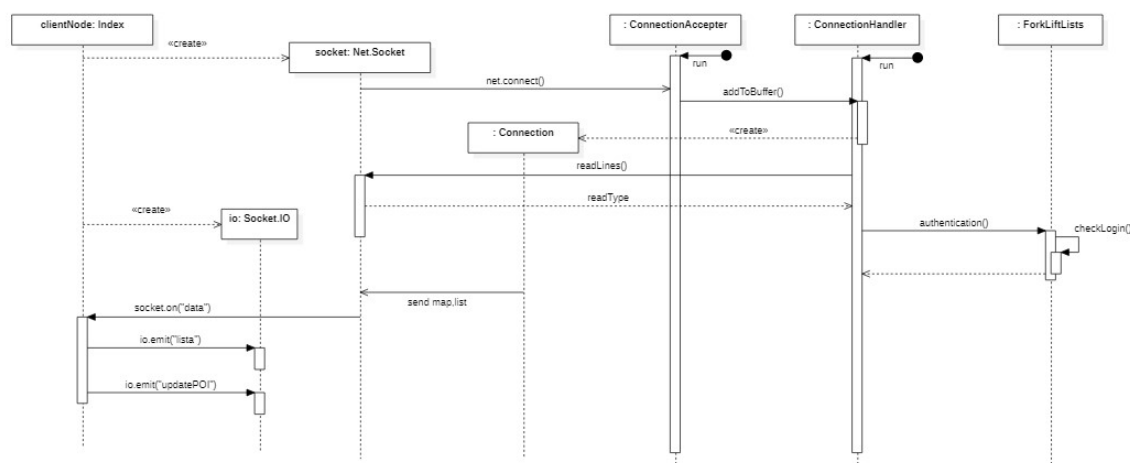 clientNode: Index
: ConnectionAccepter
: ConnectionHandler
: ForkLiftLists
«create»
socket: Net.Socket
run
run
net.connect()
addToBuffer()
: Connection
«create»
readLines()
readType
«create»
io: Socket.IO
authentication()
checkLogin()
send map,list
socket.on("data")
io.emit("lista")
io.emit("updatePOI")